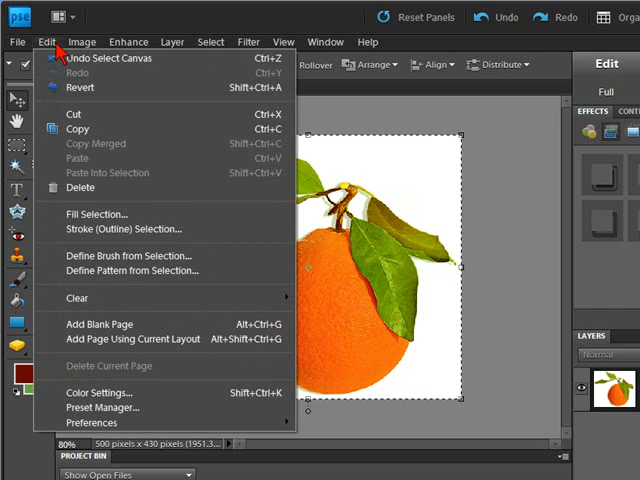 pse Reset Panels Undo Redo Orga
File Edit Image Enhance Layer Select Filter View Window Help
Undo Select Canvas Ctrl+Z
Redo Ctrl+Y
Revert Shift+Ctrl+A
Cut Ctrl+X
Copy Ctrl+C
Copy Merged Shift+Ctrl+C
Paste Ctrl+V
Paste Into Selection Shift+Ctrl+V
Delete
Fill Selection...
Stroke (Outline) Selection...
Define Brush from Selection...
Define Pattern from Selection...
Clear
Add Blank Page Alt+Ctrl+G
Add Page Using Current Layout Alt+Shift+Ctrl+G
Delete Current Page
Color Settings... Shift+Ctrl+K
Preset Manager...
Preferences
Rollover Arrange Align Distribute
Edit
Full
EFFECTS CONT
LAYERS
Normal
80% 500 pixels x 430 pixels (1951.3...
PROJECT BIN
Show Open Files